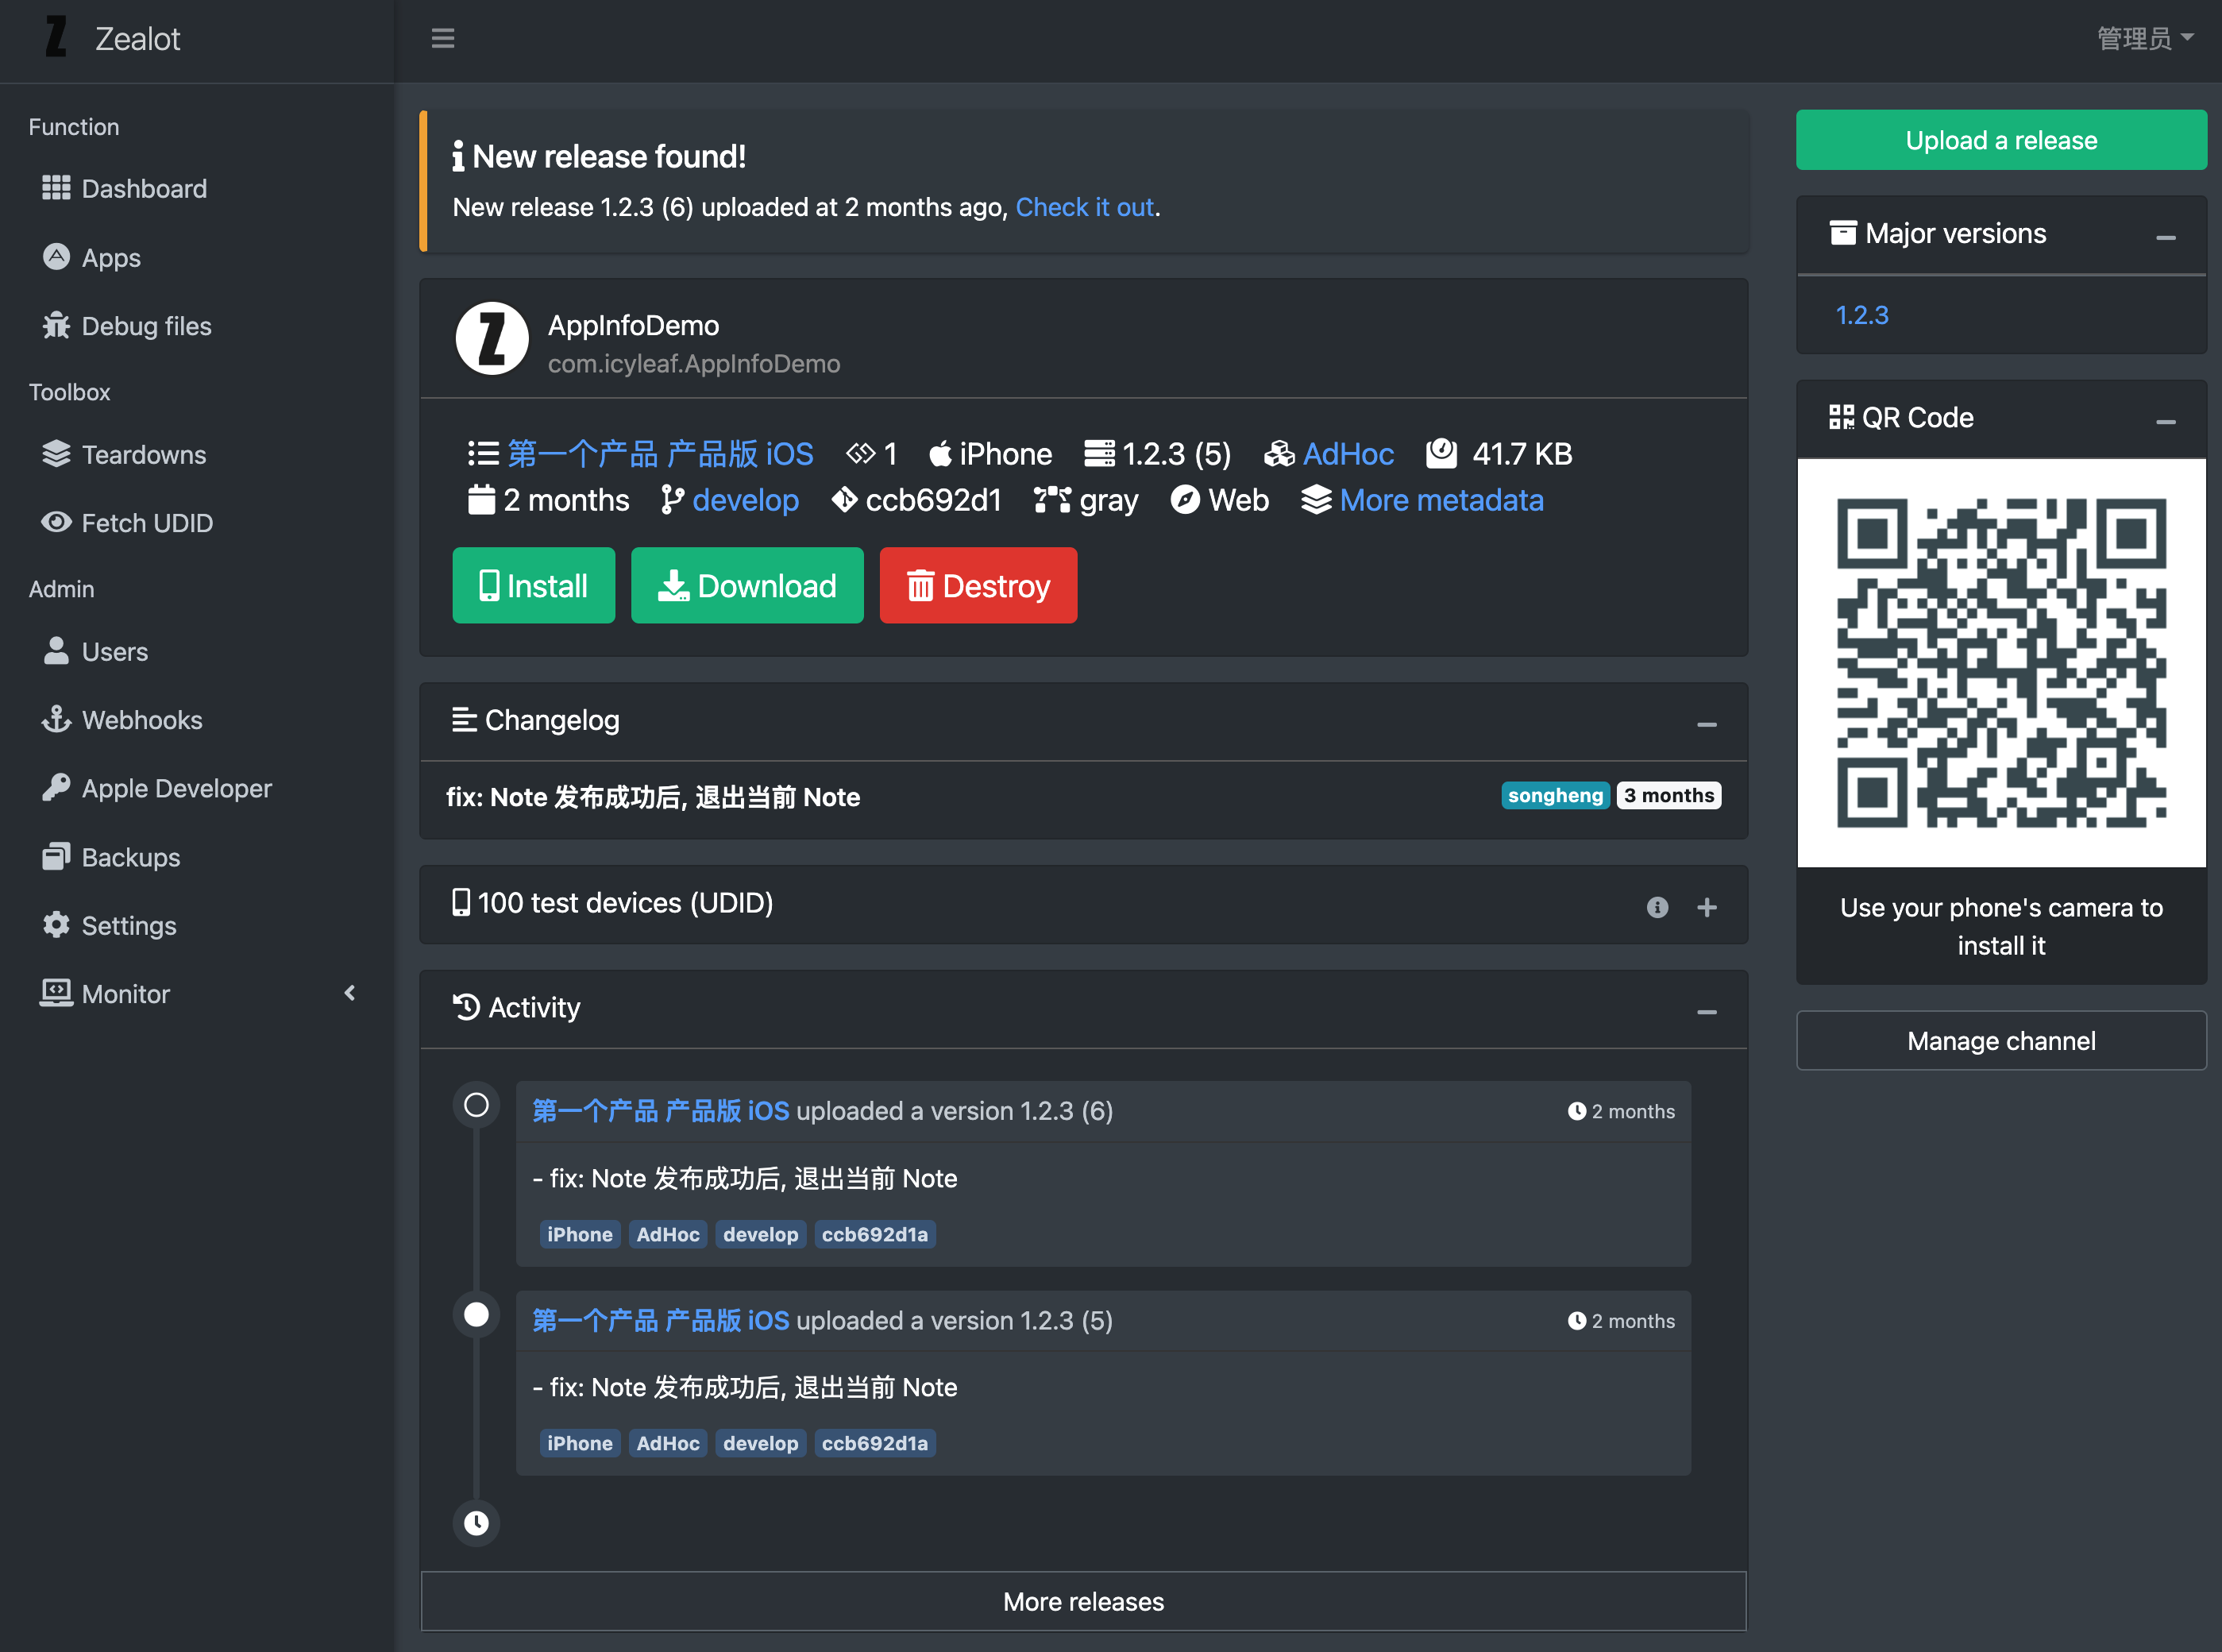 Zealot
管理员
Function
Dashboard
Apps
Debug files
Toolbox
Teardowns
Fetch UDID
Admin
Users
Webhooks
Apple Developer
Backups
Settings
Monitor
New release found!
New release 1.2.3 (6) uploaded at 2 months ago, Check it out.
AppInfoDemo
com.icyleaf.AppInfoDemo
第一个产品 产品版 iOS 1 iPhone 1.2.3 (5) AdHoc 41.7 KB
2 months develop ccb692d1 gray Web More metadata
Install Download Destroy
Changelog
fix: Note 发布成功后, 退出当前 Note songheng 3 months
100 test devices (UDID)
Activity
第一个产品 产品版 iOS uploaded a version 1.2.3 (6) 2 months
- fix: Note 发布成功后, 退出当前 Note
iPhone AdHoc develop ccb692d1a
第一个产品 产品版 iOS uploaded a version 1.2.3 (5) 2 months
- fix: Note 发布成功后, 退出当前 Note
iPhone AdHoc develop ccb692d1a
More releases
Upload a release
Major versions
1.2.3
QR Code
Use your phone's camera to
install it
Manage channel